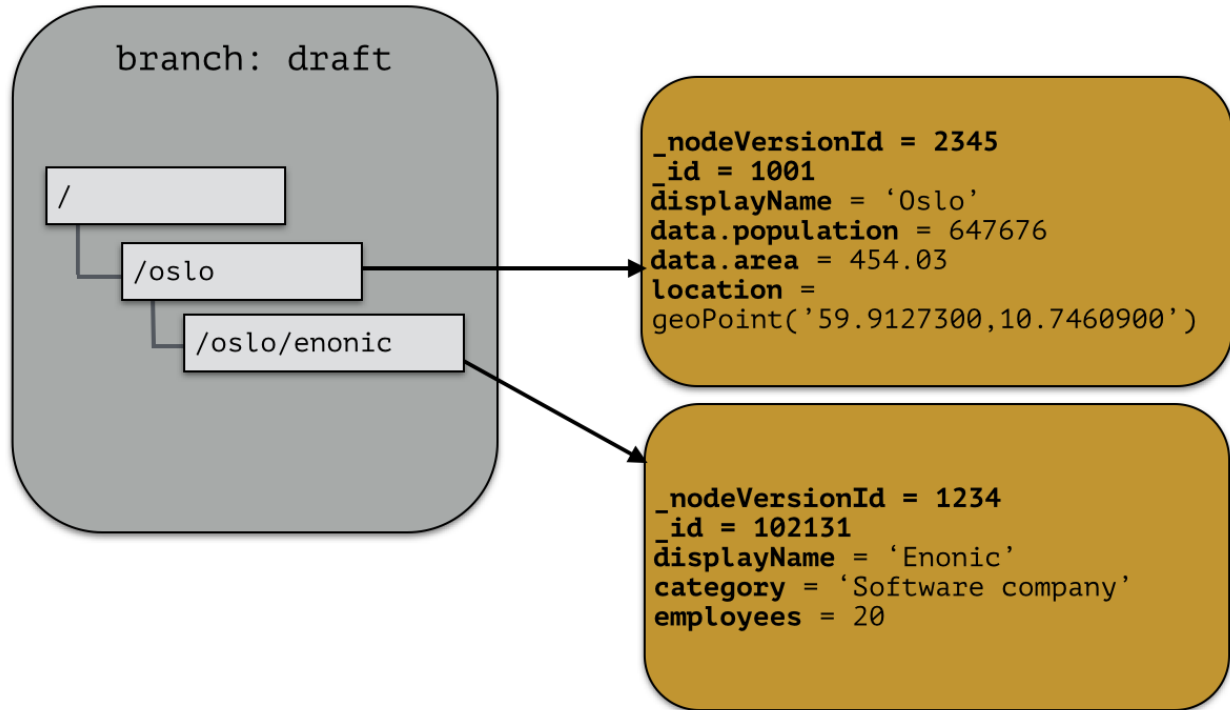 branch: draft
/
/oslo
/oslo/enonic
_nodeVersionId = 2345
_id = 1001
displayName = ‘Oslo’
data.population = 647676
data.area = 454.03
location =
geoPoint(’59.9127300,10.7460900’)
_nodeVersionId = 1234
_id = 102131
displayName = ‘Enonic’
category = ‘Software company’
employees = 20